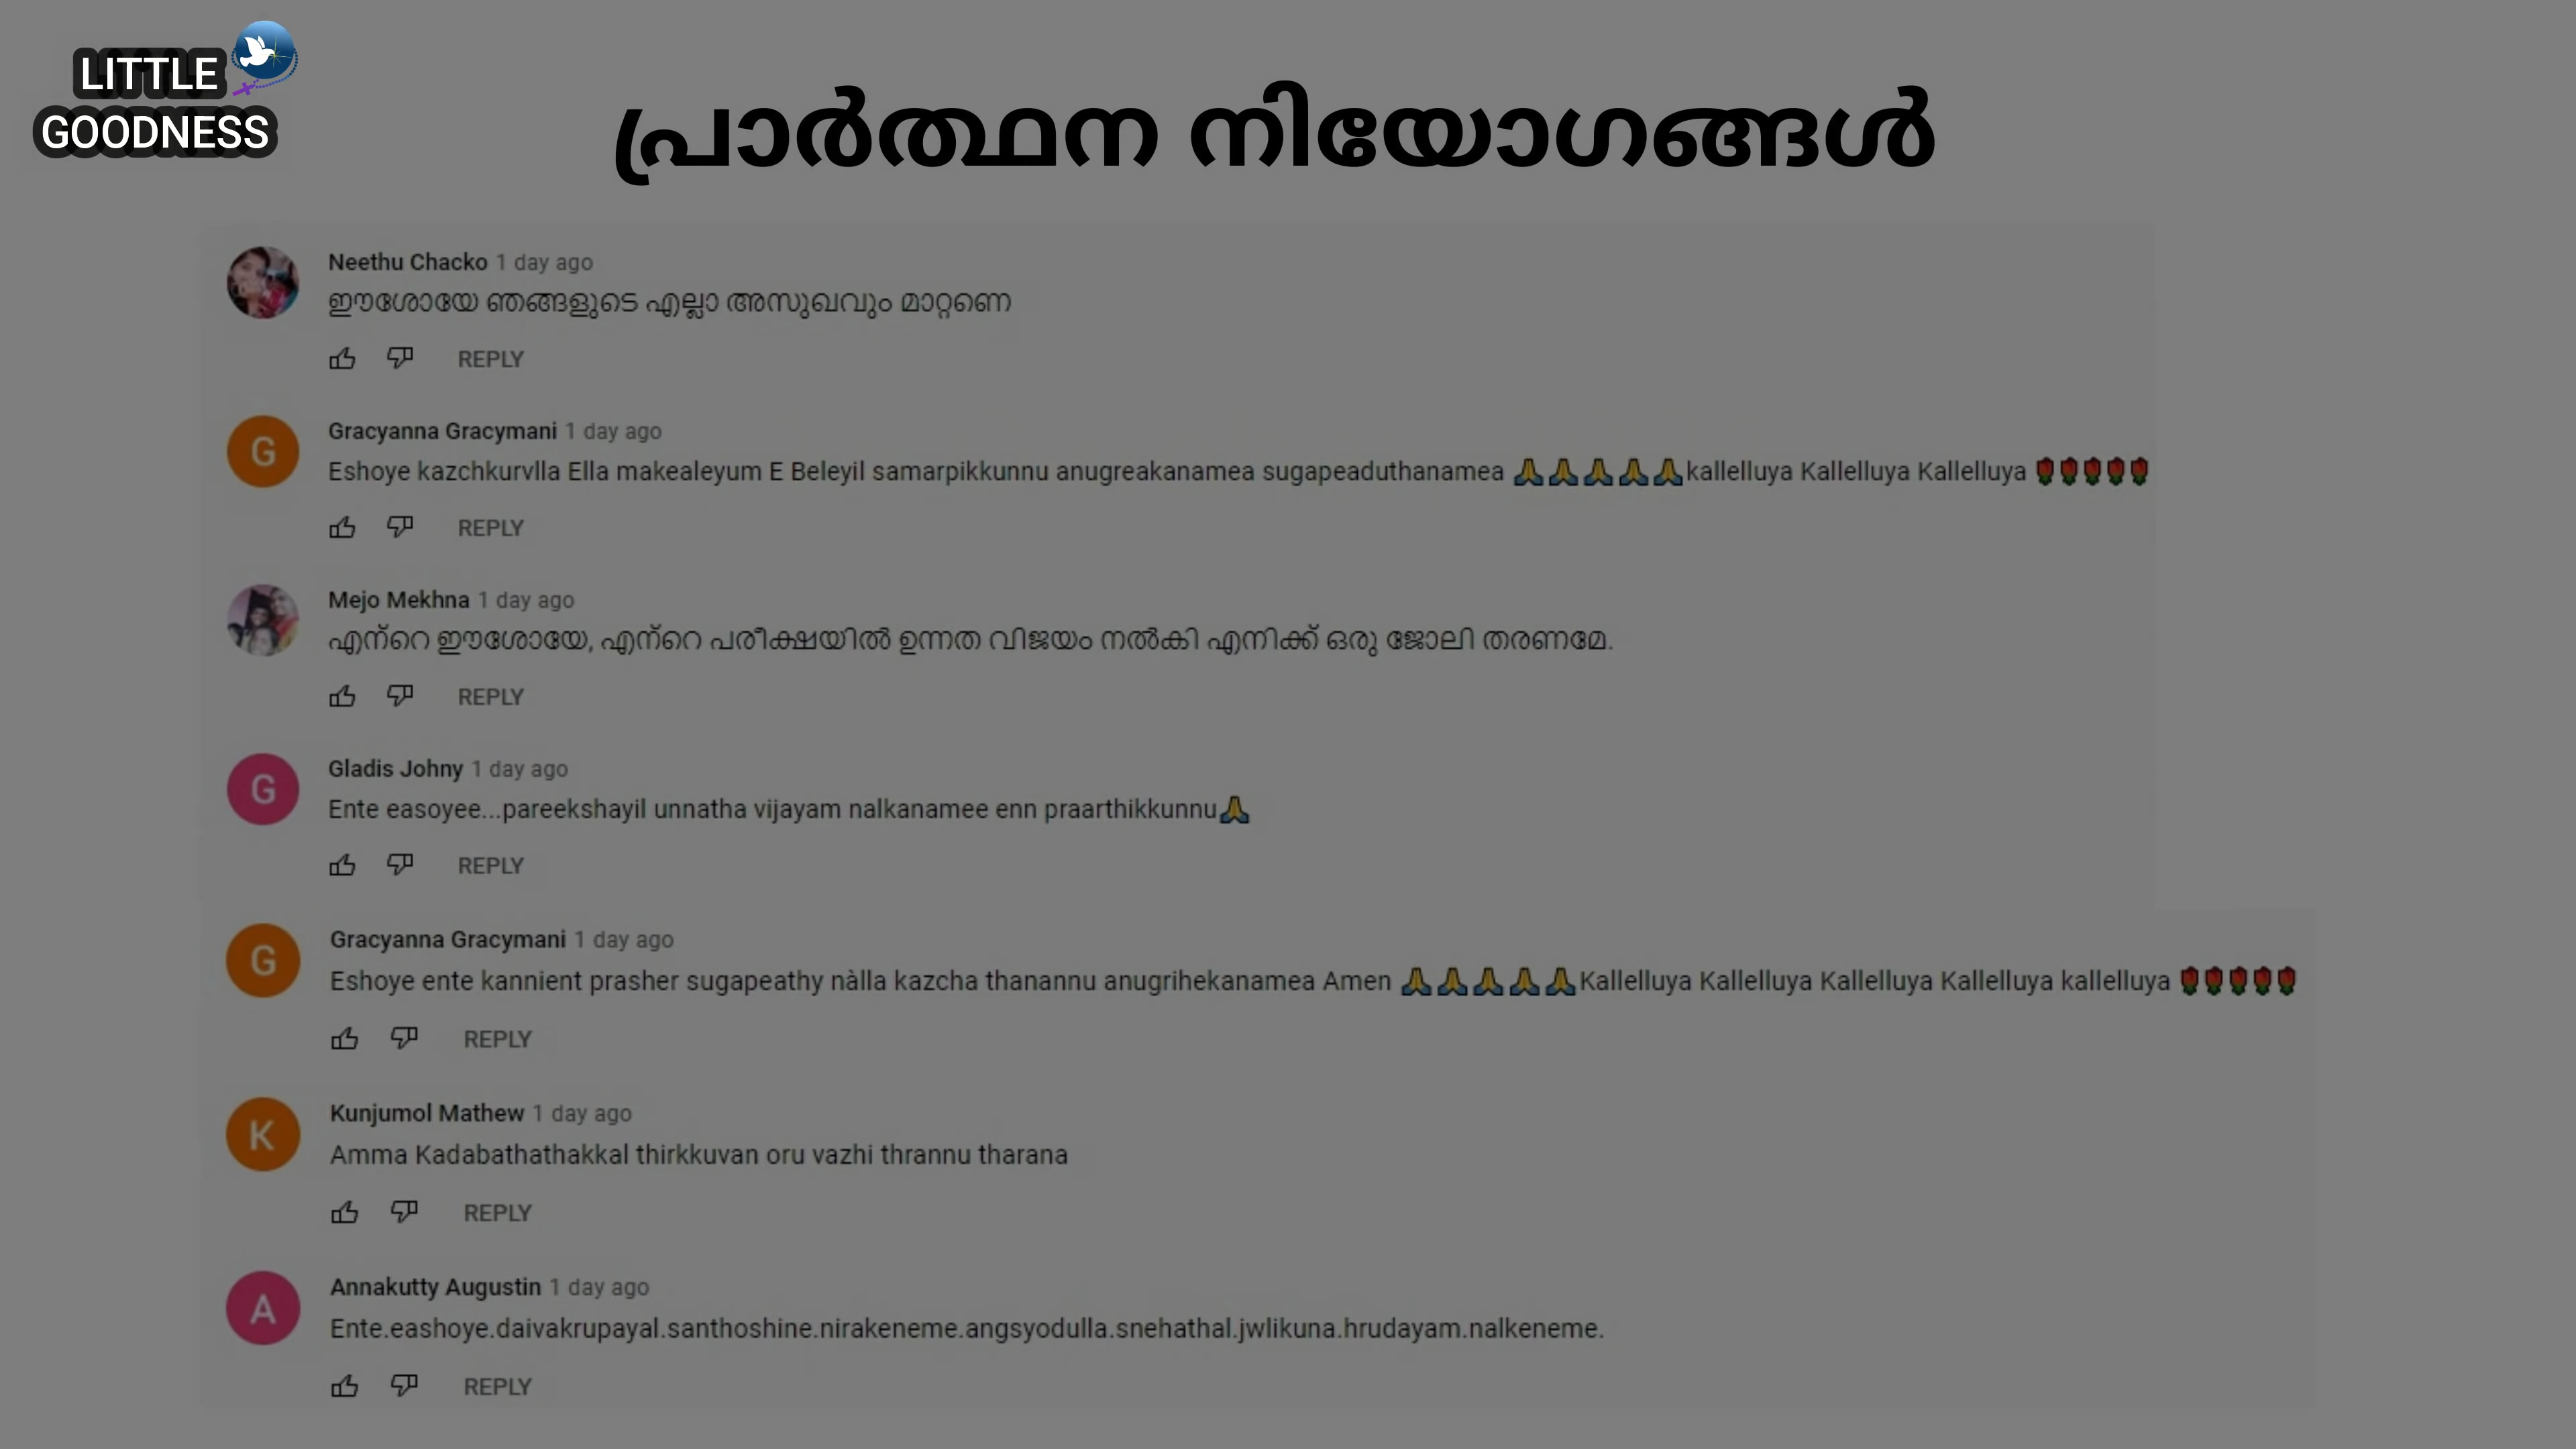 LITTLE
GOODNESS
പ്രാർത്ഥന നിയോഗങ്ങൾ
Neethu Chacko 1 day ago
ഈശോയേ ഞങ്ങളുടെ എല്ലാ അസുഖവും മാറ്റണെ
REPLY
Gracyanna Gracymani 1 day ago
Eshoye kazchkurvlla Ella makealeyum E Beleyil samarpikkunnu anugreakanamea sugapeaduthanamea 🙏🙏🙏🙏🙏kallelluya Kallelluya Kallelluya 🌹🌹🌹🌹🌹
REPLY
Mejo Mekhna 1 day ago
എന്റെ ഈശോയേ, എന്റെ പരീക്ഷയിൽ ഉന്നത വിജയം നൽകി എനിക്ക് ഒരു ജോലി തരണമേ.
REPLY
Gladis Johny 1 day ago
Ente easoyee...pareekshayil unnatha vijayam nalkanamee enn praarthikkunnu🙏
REPLY
Gracyanna Gracymani 1 day ago
Eshoye ente kannient prasher sugapeathy nàlla kazcha thanannu anugrihekanamea Amen 🙏🙏🙏🙏🙏Kallelluya Kallelluya Kallelluya Kallelluya kallelluya 🌹🌹🌹🌹🌹
REPLY
Kunjumol Mathew 1 day ago
Amma Kadabathathakkal thirkkuvan oru vazhi thrannu tharana
REPLY
Annakutty Augustin 1 day ago
Ente.eashoye.daivakrupayal.santhoshine.nirakeneme.angsyodulla.snehathal.jwlikuna.hrudayam.nalkeneme.
REPLY